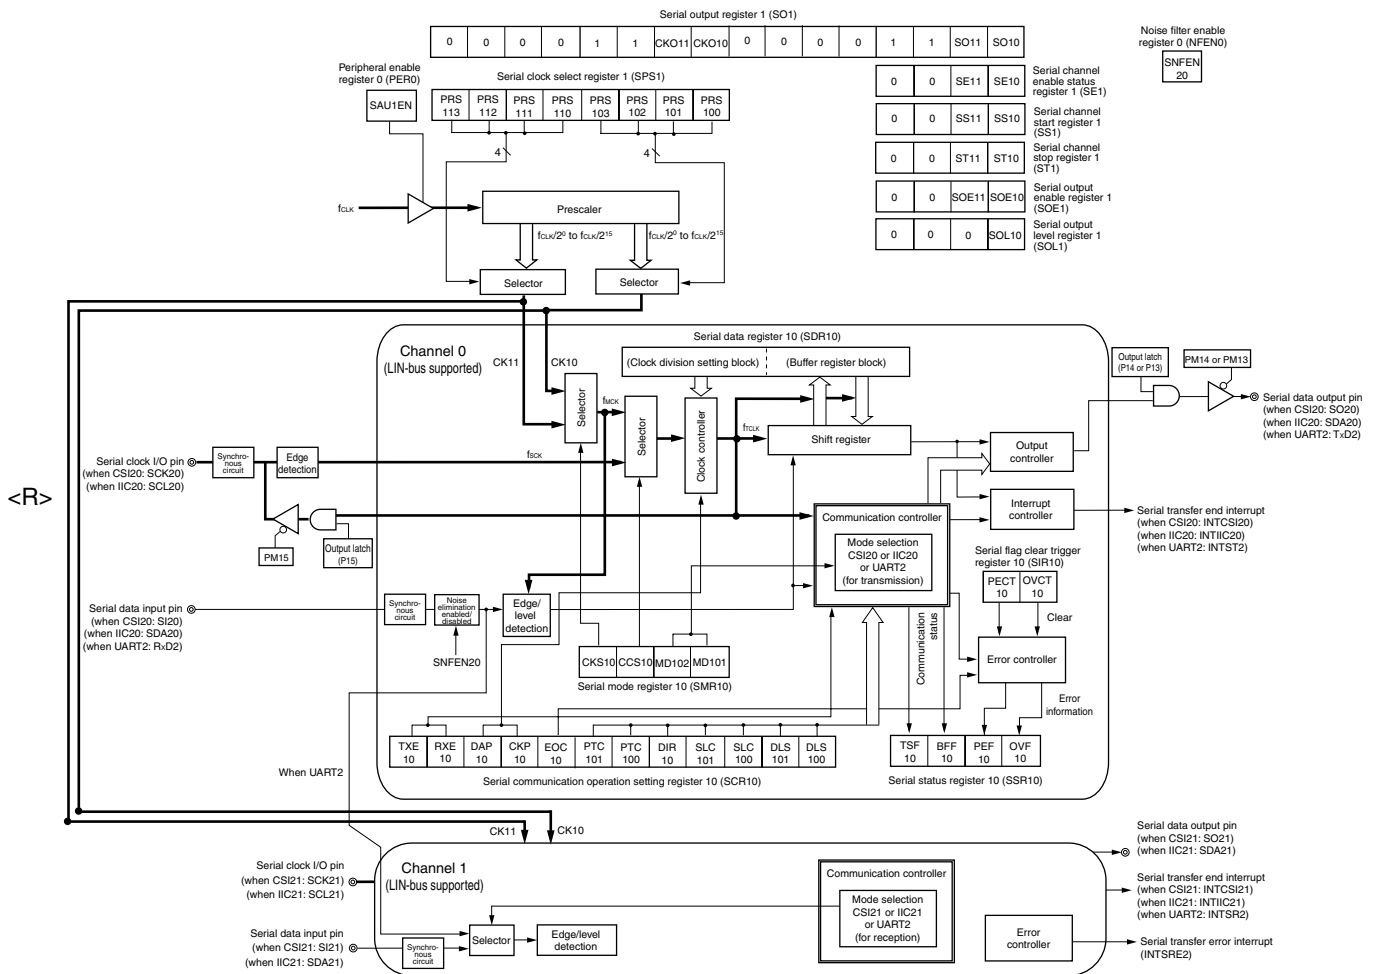 Serial output register 1 (SO1)
0 0 0 0 1 1 CKO11 CKO10 0 0 0 0 1 1 SO11 SO10
Noise filter enable
register 0 (NFEN0)
SNFEN
20
Peripheral enable
register 0 (PER0)
SAU1EN
Serial clock select register 1 (SPS1)
PRS PRS PRS PRS PRS PRS PRS PRS
113 112 111 110 103 102 101 100
0 0 SE11 SE10
Serial channel
enable status
register 1 (SE1)
0 0 SS11 SS10
Serial channel
start register 1
(SS1)
0 0 ST11 ST10
Serial channel
stop register 1
(ST1)
0 0 SOE11 SOE10
Serial output
enable register 1
(SOE1)
0 0 0 SOL10
Serial output
level register 1
(SOL1)
4
4
fCLK
Prescaler
fCLK/2⁰ to fCLK/2¹⁵
fCLK/2⁰ to fCLK/2¹⁵
Selector
Selector
<R>
Channel 0
(LIN-bus supported)
CK11
CK10
Serial data register 10 (SDR10)
(Clock division setting block)
(Buffer register block)
Selector
fMCK
Selector
Clock controller
fTCLK
Shift register
Output latch
(P14 or P13)
PM14 or PM13
Serial data output pin
(when CSI20: SO20)
(when IIC20: SDA20)
(when UART2: TxD2)
Output
controller
Serial clock I/O pin
(when CSI20: SCK20)
(when IIC20: SCL20)
Synchro-
nous
circuit
Edge
detection
fSCK
PM15
Output latch
(P15)
Communication controller
Mode selection
CSI20 or IIC20
or UART2
(for transmission)
Interrupt
controller
Serial transfer end interrupt
(when CSI20: INTCSI20)
(when IIC20: INTIIC20)
(when UART2: INTST2)
Serial flag clear trigger
register 10 (SIR10)
PECT OVCT
10 10
Clear
Serial data input pin
(when CSI20: SI20)
(when IIC20: SDA20)
(when UART2: RxD2)
Synchro-
nous
circuit
Noise
elimination
enabled/
disabled
Edge/
level
detection
SNFEN20
CKS10 CCS10 MD102 MD101
Serial mode register 10 (SMR10)
Communication
status
Error controller
Error
information
TXE RXE DAP CKP EOC PTC PTC DIR SLC SLC DLS DLS
10 10 10 10 10 101 100 10 101 100 101 100
Serial communication operation setting register 10 (SCR10)
TSF BFF PEF OVF
10 10 10 10
Serial status register 10 (SSR10)
When UART2
CK11
CK10
Channel 1
(LIN-bus supported)
Serial clock I/O pin
(when CSI21: SCK21)
(when IIC21: SCL21)
Serial data input pin
(when CSI21: SI21)
(when IIC21: SDA21)
Synchro-
nous
circuit
Selector
Edge/level
detection
Communication controller
Mode selection
CSI21 or IIC21
or UART2
(for reception)
Error
controller
Serial data output pin
(when CSI21: SO21)
(when IIC21: SDA21)
Serial transfer end interrupt
(when CSI21: INTCSI21)
(when IIC21: INTIIC21)
(when UART2: INTSR2)
Serial transfer error interrupt
(INTSRE2)